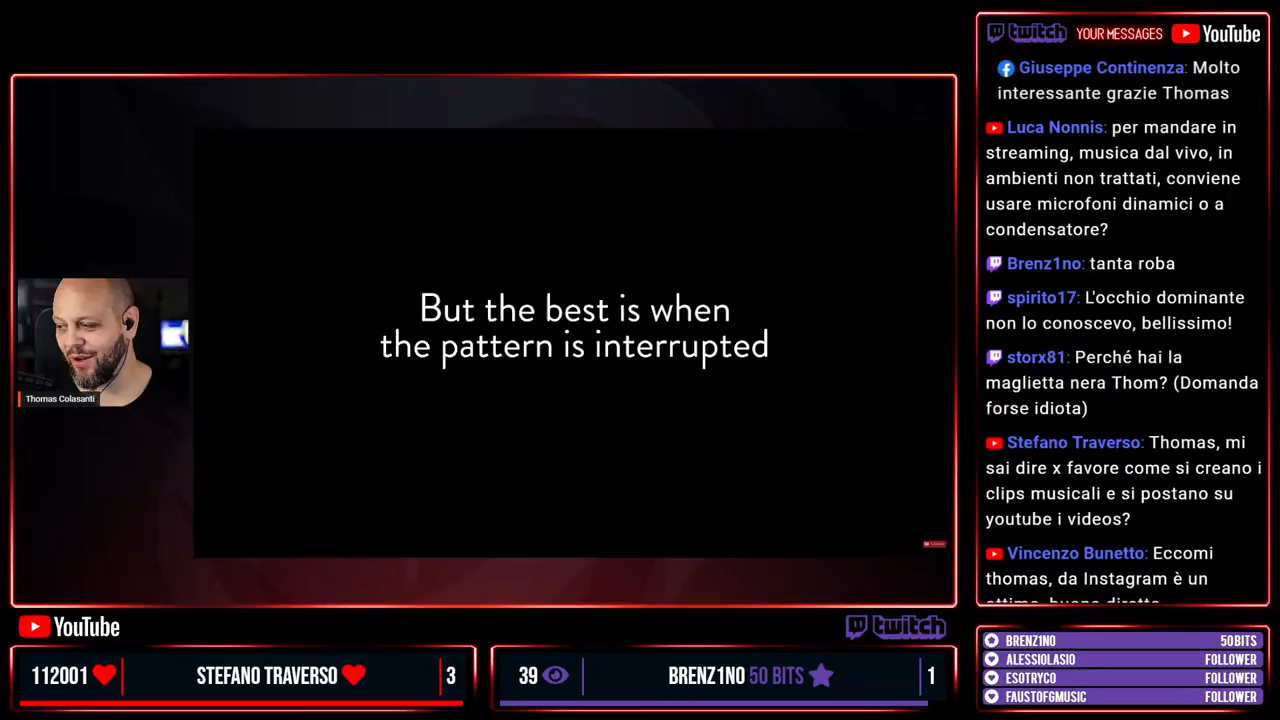 twitch YOUR MESSAGES YouTube
Giuseppe Continenza: Molto
interessante grazie Thomas
Luca Nonnis: per mandare in
streaming, musica dal vivo, in
ambienti non trattati, conviene
usare microfoni dinamici o a
condensatore?
Brenz1no: tanta roba
spirito17: L'occhio dominante
non lo conoscevo, bellissimo!
storx81: Perché hai la
maglietta nera Thom? (Domanda
forse idiota)
Stefano Traverso: Thomas, mi
sai dire x favore come si creano i
clips musicali e si postano su
youtube i videos?
Vincenzo Bunetto: Eccomi
thomas, da Instagram è un
But the best is when
the pattern is interrupted
Thomas Colasanti
YouTube
twitch
112001 STEFANO TRAVERSO 3
39 BRENZ1NO 50 BITS 1
BRENZ1NO 50BITS
ALESSIOLASIO FOLLOWER
ESOTRYCO FOLLOWER
FAUSTOFGMUSIC FOLLOWER